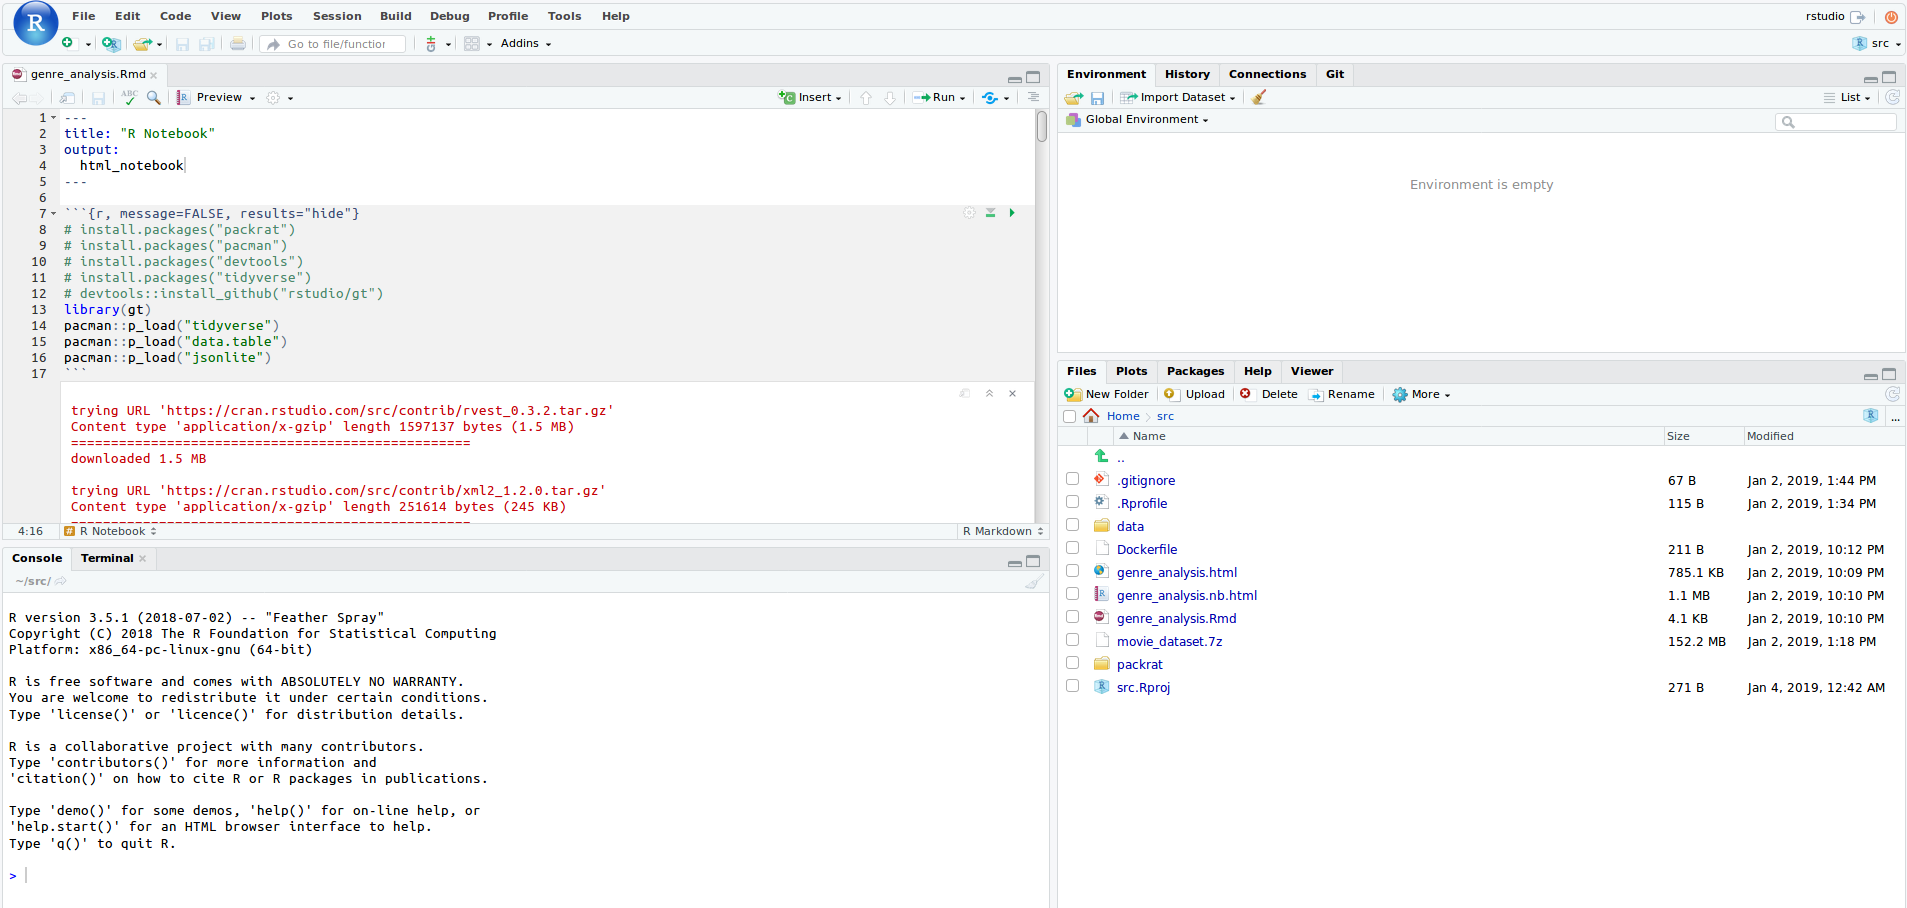 File Edit Code View Plots Session Build Debug Profile Tools Help
rstudio
Go to file/function
Addins
src
genre_analysis.Rmd
ABC
Preview
Insert
Run
1 ---
2 title: "R Notebook"
3 output:
4   html_notebook
5 ---
6
7 ```{r, message=FALSE, results="hide"}
8 # install.packages("packrat")
9 # install.packages("pacman")
10 # install.packages("devtools")
11 # install.packages("tidyverse")
12 # devtools::install_github("rstudio/gt")
13 library(gt)
14 pacman::p_load("tidyverse")
15 pacman::p_load("data.table")
16 pacman::p_load("jsonlite")
17 ```
trying URL 'https://cran.rstudio.com/src/contrib/rvest_0.3.2.tar.gz'
Content type 'application/x-gzip' length 1597137 bytes (1.5 MB)
==================================================
downloaded 1.5 MB
trying URL 'https://cran.rstudio.com/src/contrib/xml2_1.2.0.tar.gz'
Content type 'application/x-gzip' length 251614 bytes (245 KB)
==================================================
4:16 # R Notebook R Markdown
Console Terminal
~/src/
R version 3.5.1 (2018-07-02) -- "Feather Spray"
Copyright (C) 2018 The R Foundation for Statistical Computing
Platform: x86_64-pc-linux-gnu (64-bit)
R is free software and comes with ABSOLUTELY NO WARRANTY.
You are welcome to redistribute it under certain conditions.
Type 'license()' or 'licence()' for distribution details.
R is a collaborative project with many contributors.
Type 'contributors()' for more information and
'citation()' on how to cite R or R packages in publications.
Type 'demo()' for some demos, 'help()' for on-line help, or
'help.start()' for an HTML browser interface to help.
Type 'q()' to quit R.
>
Environment History Connections Git
Import Dataset
List
Global Environment
Environment is empty
Files Plots Packages Help Viewer
New Folder Upload Delete Rename More
Home src ...
Name Size Modified
..
.gitignore 67 B Jan 2, 2019, 1:44 PM
.Rprofile 115 B Jan 2, 2019, 1:34 PM
data
Dockerfile 211 B Jan 2, 2019, 10:12 PM
genre_analysis.html 785.1 KB Jan 2, 2019, 10:09 PM
genre_analysis.nb.html 1.1 MB Jan 2, 2019, 10:10 PM
genre_analysis.Rmd 4.1 KB Jan 2, 2019, 10:10 PM
movie_dataset.7z 152.2 MB Jan 2, 2019, 1:18 PM
packrat
src.Rproj 271 B Jan 4, 2019, 12:42 AM